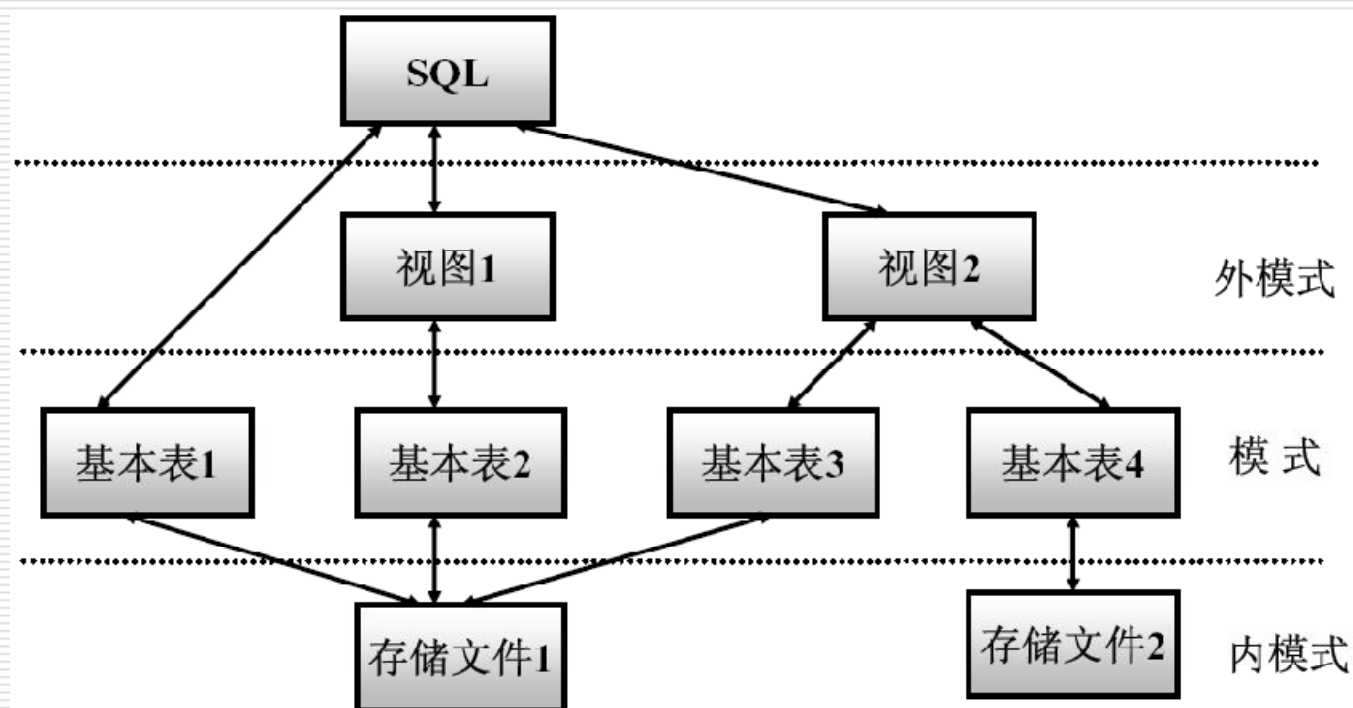 SQL
视图1
视图2
外模式
基本表1
基本表2
基本表3
基本表4
模 式
存储文件1
存储文件2
内模式